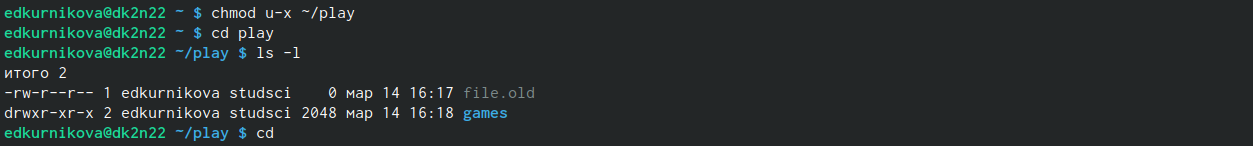 edkurnikova@dk2n22 ~ $ chmod u-x ~/play
edkurnikova@dk2n22 ~ $ cd play
edkurnikova@dk2n22 ~/play $ ls -l
итого 2
-rw-r--r-- 1 edkurnikova studsci    0 мар 14 16:17 file.old
drwxr-xr-x 2 edkurnikova studsci 2048 мар 14 16:18 games
edkurnikova@dk2n22 ~/play $ cd